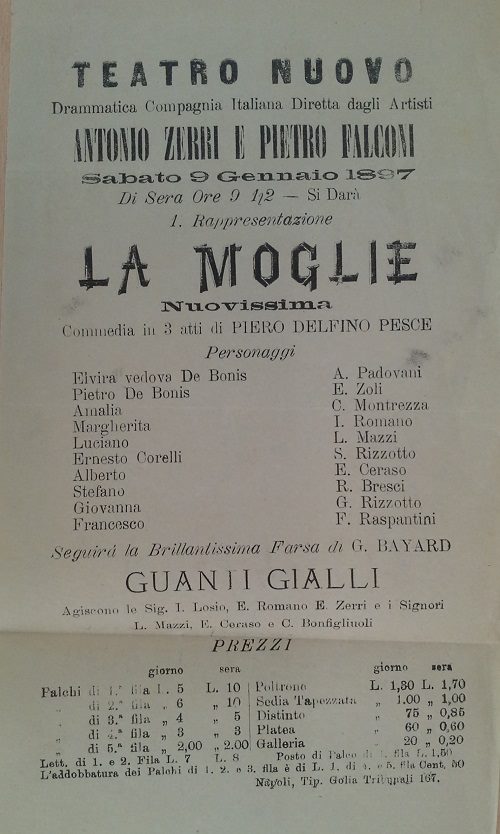 TEATRO NUOVO
Drammatica Compagnia Italiana Diretta dagli Artisti
ANTONIO ZERRI E PIETRO FALCONI
Sabato 9 Gennaio 1897
Di Sera Ore 9 1/2 — Si Darà
1. Rappresentazione
LA MOGLIE
Nuovissima
Commedia in 3 atti di PIERO DELFINO PESCE
Personaggi
Elvira vedova De Bonis A. Padovani
Pietro De Bonis E. Zoli
Amalia C. Montrezza
Margherita I. Romano
Luciano L. Mazzi
Ernesto Corelli S. Rizzotto
Alberto E. Ceraso
Stefano R. Bresci
Giovanna G. Rizzotto
Francesco F. Raspantini
Seguirà la Brillantissima Farsa di G. BAYARD
GUANTI GIALLI
Agiscono le Sig. I. Losio, E. Romano E. Zerri e i Signori
L. Mazzi, E. Ceraso e C. Bonfigliuoli
PREZZI
giorno sera giorno sera
Palchi di 1.ª fila L. 5 L. 10 Poltrone L. 1,30 L. 1,70
„ di 2.ª fila „ 6 „ 10 Sedia Tapezzata „ 1.00 „ 1,00
„ di 3.ª fila „ 4 „ 5 Distinto „ 75 „ 0,85
„ di 4.ª fila „ 3 „ 3 Platea „ 60 „ 0,60
„ di 5.ª fila „ 2,00 „ 2.00 Galleria „ 20 „ 0,20
Lett. di 1. e 2. Fila L. 7 L. 8 Posto di Palco di fila L. 1,50
L'addobbatura dei Palchi di 1. 2 e 3. fila è di L. 1, di 4. e 5. fila Cent. 50
Napoli, Tip. Golia Tribunali 167.